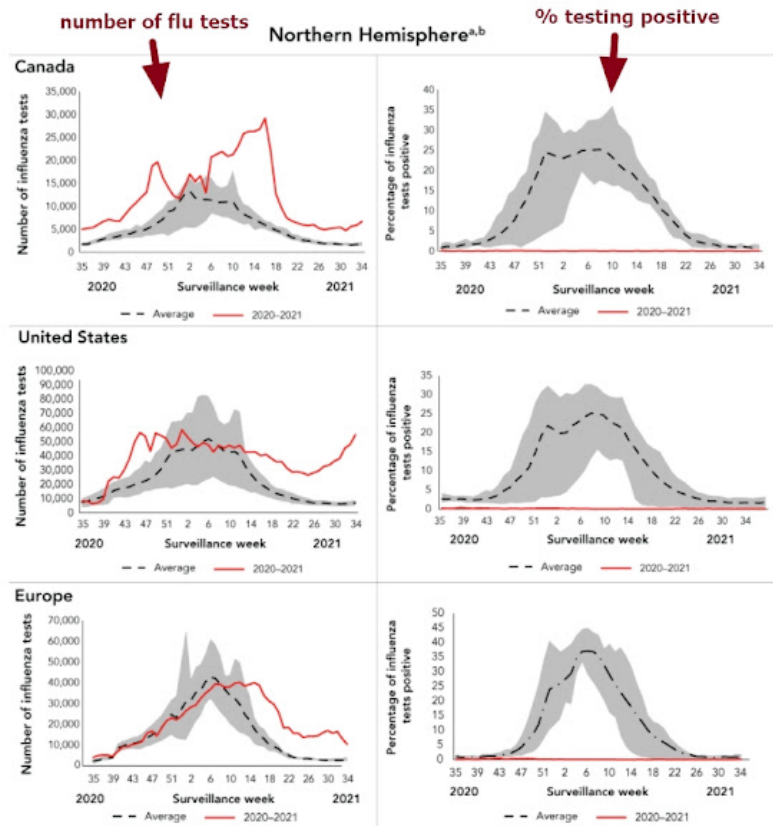 number of flu tests
% testing positive
Northern Hemisphereᵃ,ᵇ
Canada
Number of influenza tests
35,000
30,000
25,000
20,000
15,000
10,000
5,000
0
35 39 43 47 51 2 6 10 14 18 22 26 30 34
2020 Surveillance week 2021
Average 2020–2021
Percentage of influenza
tests positive
40
35
30
25
20
15
10
5
0
35 39 43 47 51 2 6 10 14 18 22 26 30 34
2020 Surveillance week 2021
Average 2020–2021
United States
Number of influenza tests
100,000
90,000
80,000
70,000
60,000
50,000
40,000
30,000
20,000
10,000
0
35 39 43 47 51 2 6 10 14 18 22 26 30 34
2020 Surveillance week 2021
Average 2020–2021
Percentage of influenza
tests positive
35
30
25
20
15
10
5
0
35 39 43 47 51 2 6 10 14 18 22 26 30 34
2020 Surveillance week 2021
Average 2020–2021
Europe
Number of influenza tests
70,000
60,000
50,000
40,000
30,000
20,000
10,000
0
35 39 43 47 51 2 6 10 14 18 22 26 30 34
2020 Surveillance week 2021
Average 2020–2021
Percentage of influenza
tests positive
50
45
40
35
30
25
20
15
10
5
0
35 39 43 47 51 2 6 10 14 18 22 26 30 34
2020 Surveillance week 2021
Average 2020–2021